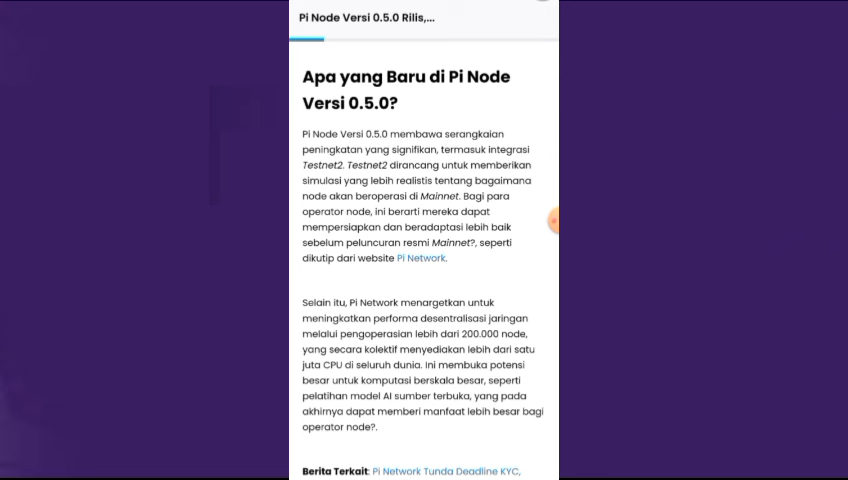 Pi Node Versi 0.5.0 Rilis,...
Apa yang Baru di Pi Node
Versi 0.5.0?
Pi Node Versi 0.5.0 membawa serangkaian
peningkatan yang signifikan, termasuk integrasi
Testnet2. Testnet2 dirancang untuk memberikan
simulasi yang lebih realistis tentang bagaimana
node akan beroperasi di Mainnet. Bagi para
operator node, ini berarti mereka dapat
mempersiapkan dan beradaptasi lebih baik
sebelum peluncuran resmi Mainnet?, seperti
dikutip dari website Pi Network.
Selain itu, Pi Network menargetkan untuk
meningkatkan performa desentralisasi jaringan
melalui pengoperasian lebih dari 200.000 node,
yang secara kolektif menyediakan lebih dari satu
juta CPU di seluruh dunia. Ini membuka potensi
besar untuk komputasi berskala besar, seperti
pelatihan model AI sumber terbuka, yang pada
akhirnya dapat memberi manfaat lebih besar bagi
operator node?.
Berita Terkait: Pi Network Tunda Deadline KYC,